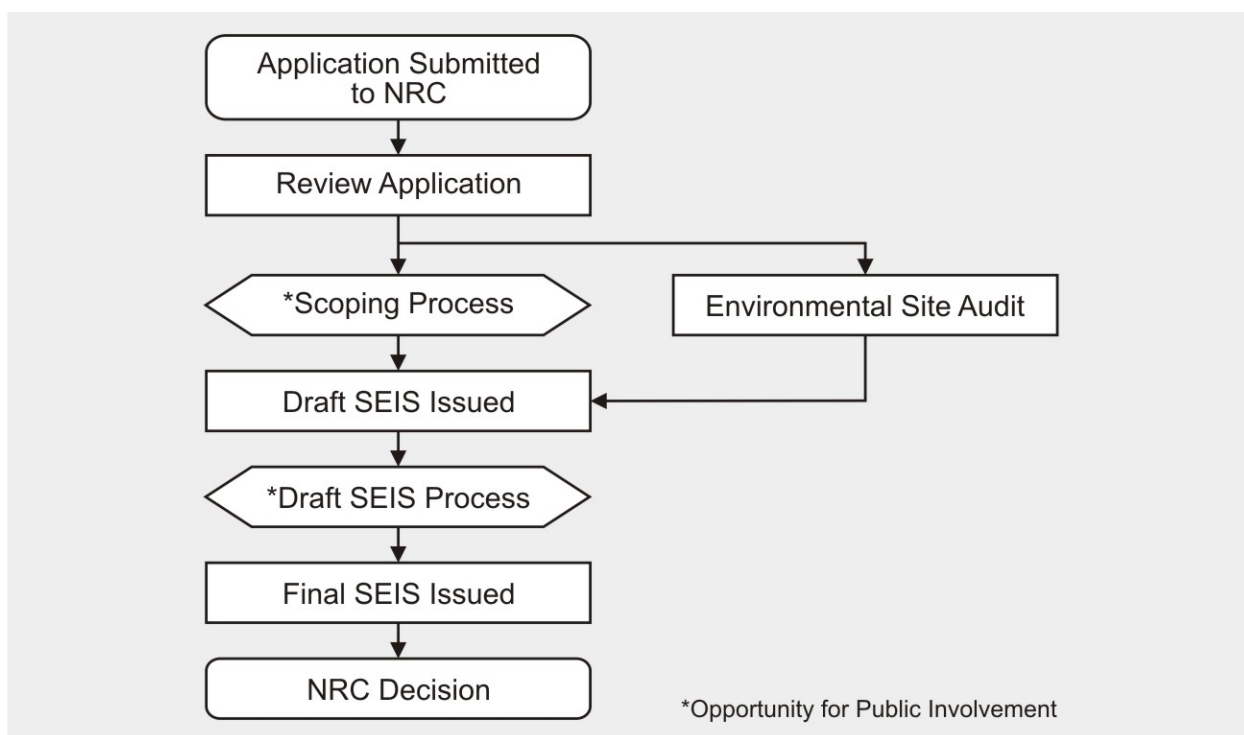 Application Submitted
to NRC
Review Application
*Scoping Process
Environmental Site Audit
Draft SEIS Issued
*Draft SEIS Process
Final SEIS Issued
NRC Decision
*Opportunity for Public Involvement